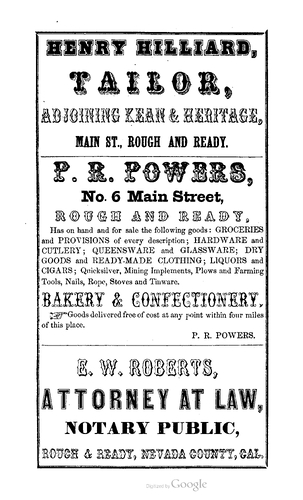 HENRY HILLIARD,
TAILOR,
ADJOINING KEAN & HERITAGE,
MAIN ST., ROUGH AND READY.
P. R. POWERS,
No. 6 Main Street,
ROUGH AND READY,
Has on hand and for sale the following goods: GROCERIES
and PROVISIONS of every description; HARDWARE and
CUTLERY; QUEENSWARE and GLASSWARE; DRY
GOODS and READY-MADE CLOTHING; LIQUORS and
CIGARS; Quicksilver, Mining Implements, Plows and Farming
Tools, Nails, Rope, Stoves and Tinware.
BAKERY & CONFECTIONERY.
☞Goods delivered free of cost at any point within four miles
of this place.
P. R. POWERS.
E. W. ROBERTS,
ATTORNEY AT LAW,
NOTARY PUBLIC,
ROUGH & READY, NEVADA COUNTY, CAL.
Digitized by Google